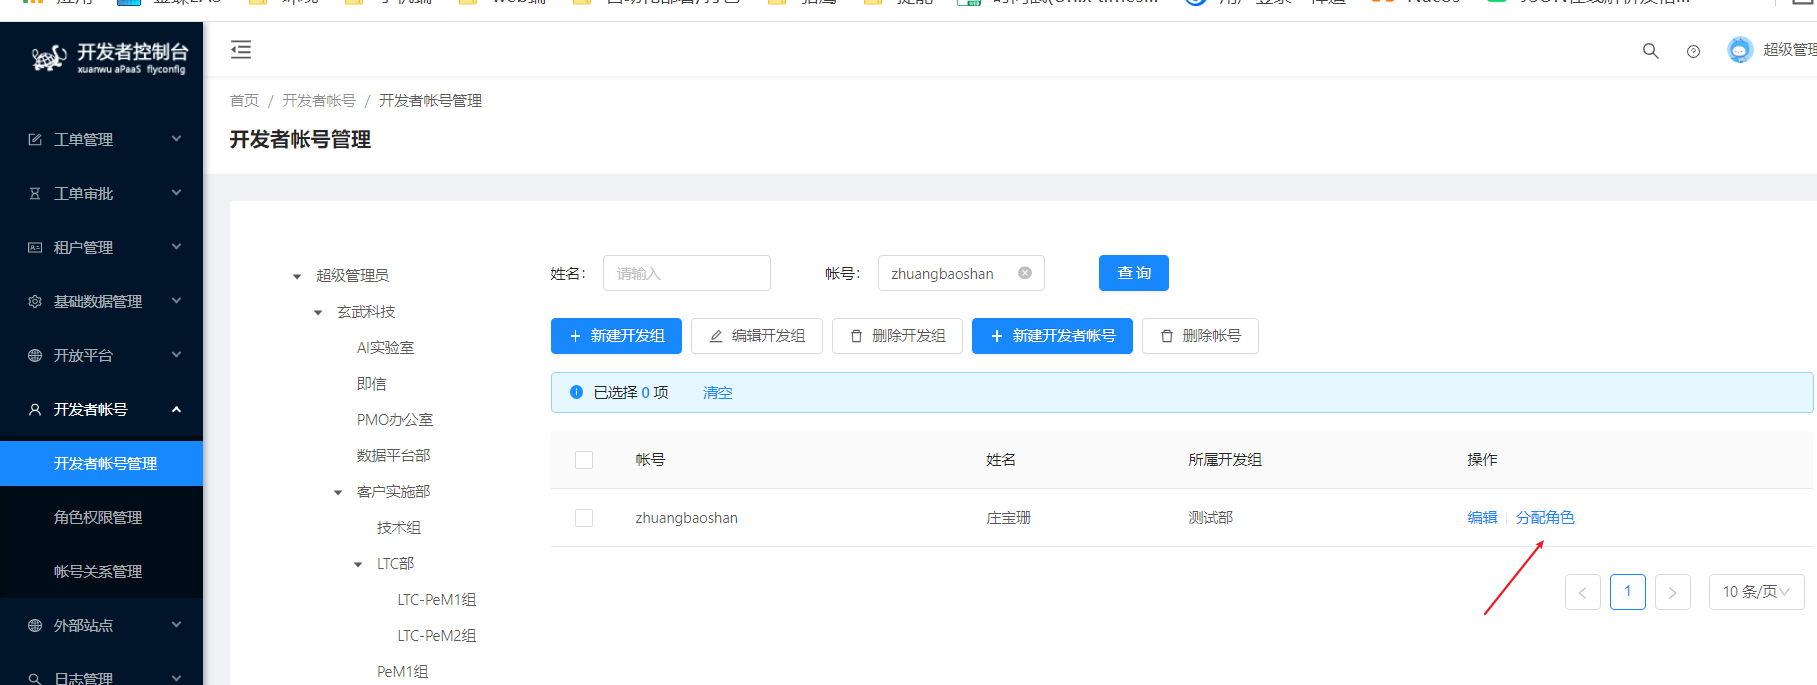 开发者控制台
xuanwu aPaaS flyconfig
工单管理
工单审批
租户管理
基础数据管理
开放平台
开发者帐号
开发者帐号管理
角色权限管理
帐号关系管理
外部站点
日志管理
超级管理
首页 / 开发者帐号 / 开发者帐号管理
开发者帐号管理
超级管理员
玄武科技
AI实验室
即信
PMO办公室
数据平台部
客户实施部
技术组
LTC部
LTC-PeM1组
LTC-PeM2组
PeM1组
姓名: 请输入 帐号: zhuangbaoshan 查 询
新建开发组 编辑开发组 删除开发组 新建开发者帐号 删除帐号
已选择 0 项 清空
帐号 姓名 所属开发组 操作
zhuangbaoshan 庄宝珊 测试部 编辑 分配角色
< 1 > 10 条/页